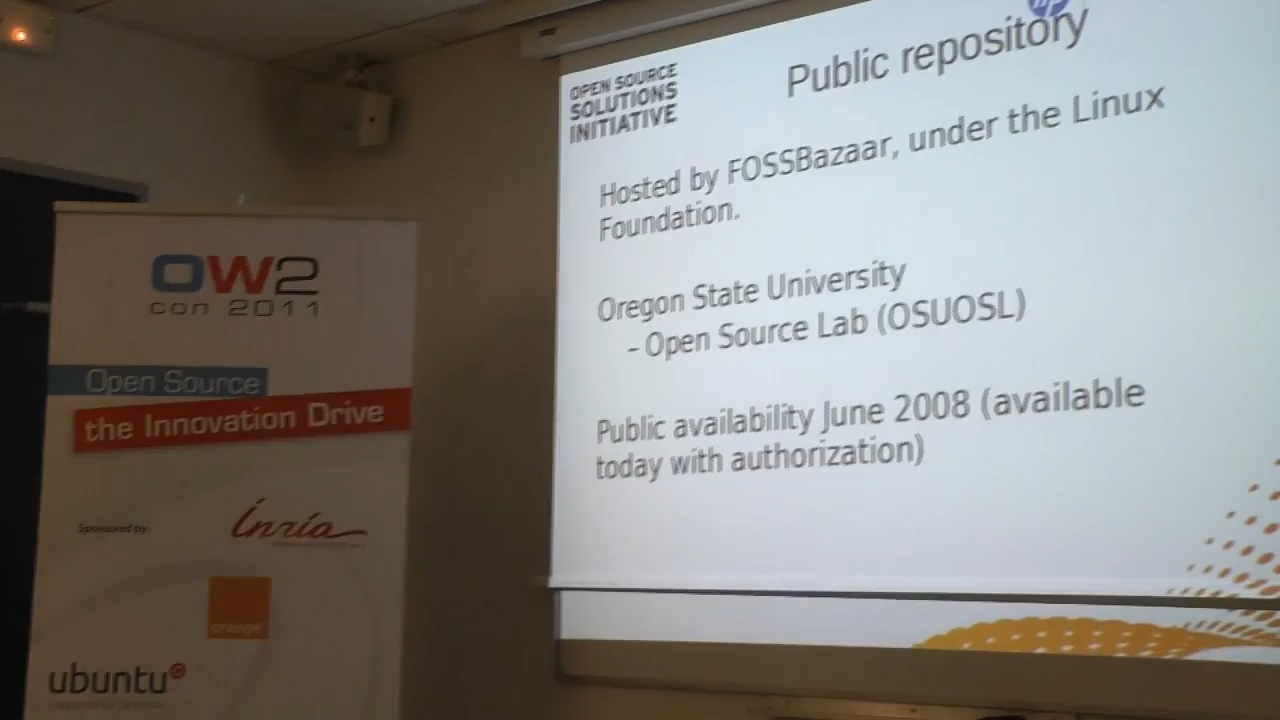 OW2
con 2011
Open Source
the Innovation Drive
Sponsored by:
inria
orange
ubuntu
hp
OPEN SOURCE
SOLUTIONS
INITIATIVE
Public repository
Hosted by FOSSBazaar, under the Linux
Foundation.
Oregon State University
– Open Source Lab (OSUOSL)
Public availability June 2008 (available
today with authorization)